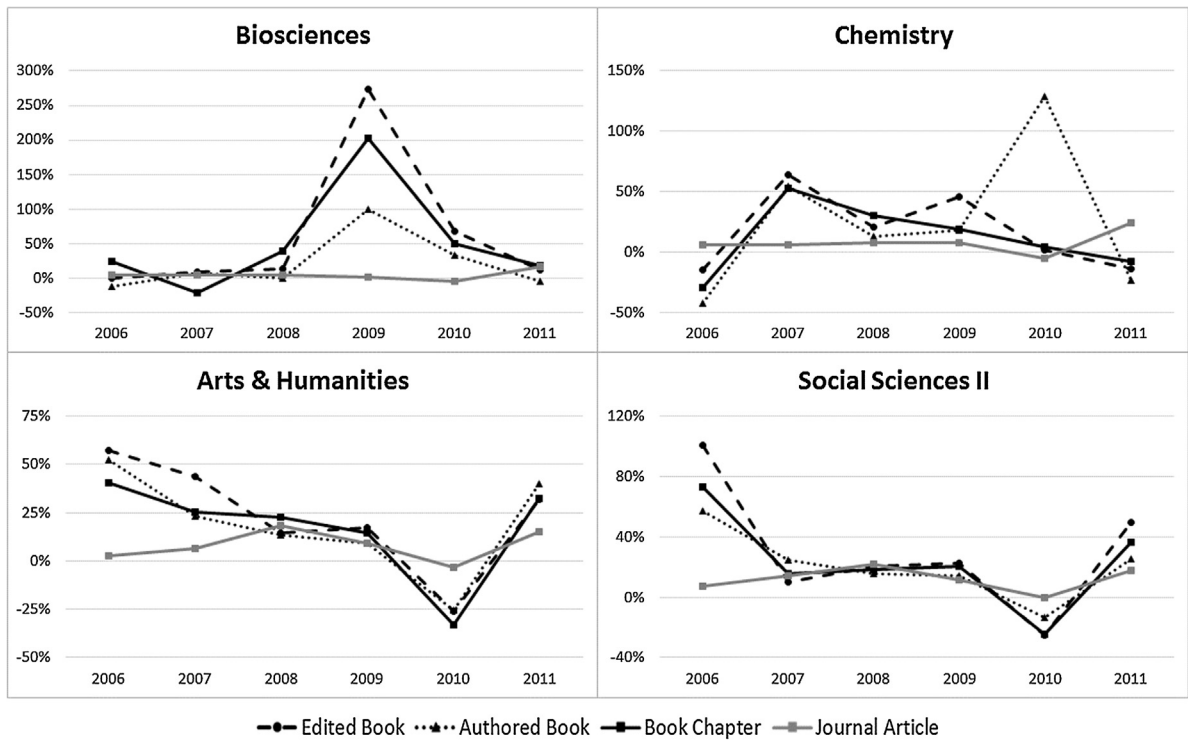 Biosciences
300%
250%
200%
150%
100%
50%
0%
-50%
2006 2007 2008 2009 2010 2011
Chemistry
150%
100%
50%
0%
-50%
2006 2007 2008 2009 2010 2011
Arts & Humanities
75%
50%
25%
0%
-25%
-50%
2006 2007 2008 2009 2010 2011
Social Sciences II
120%
80%
40%
0%
-40%
2006 2007 2008 2009 2010 2011
Edited Book Authored Book Book Chapter Journal Article